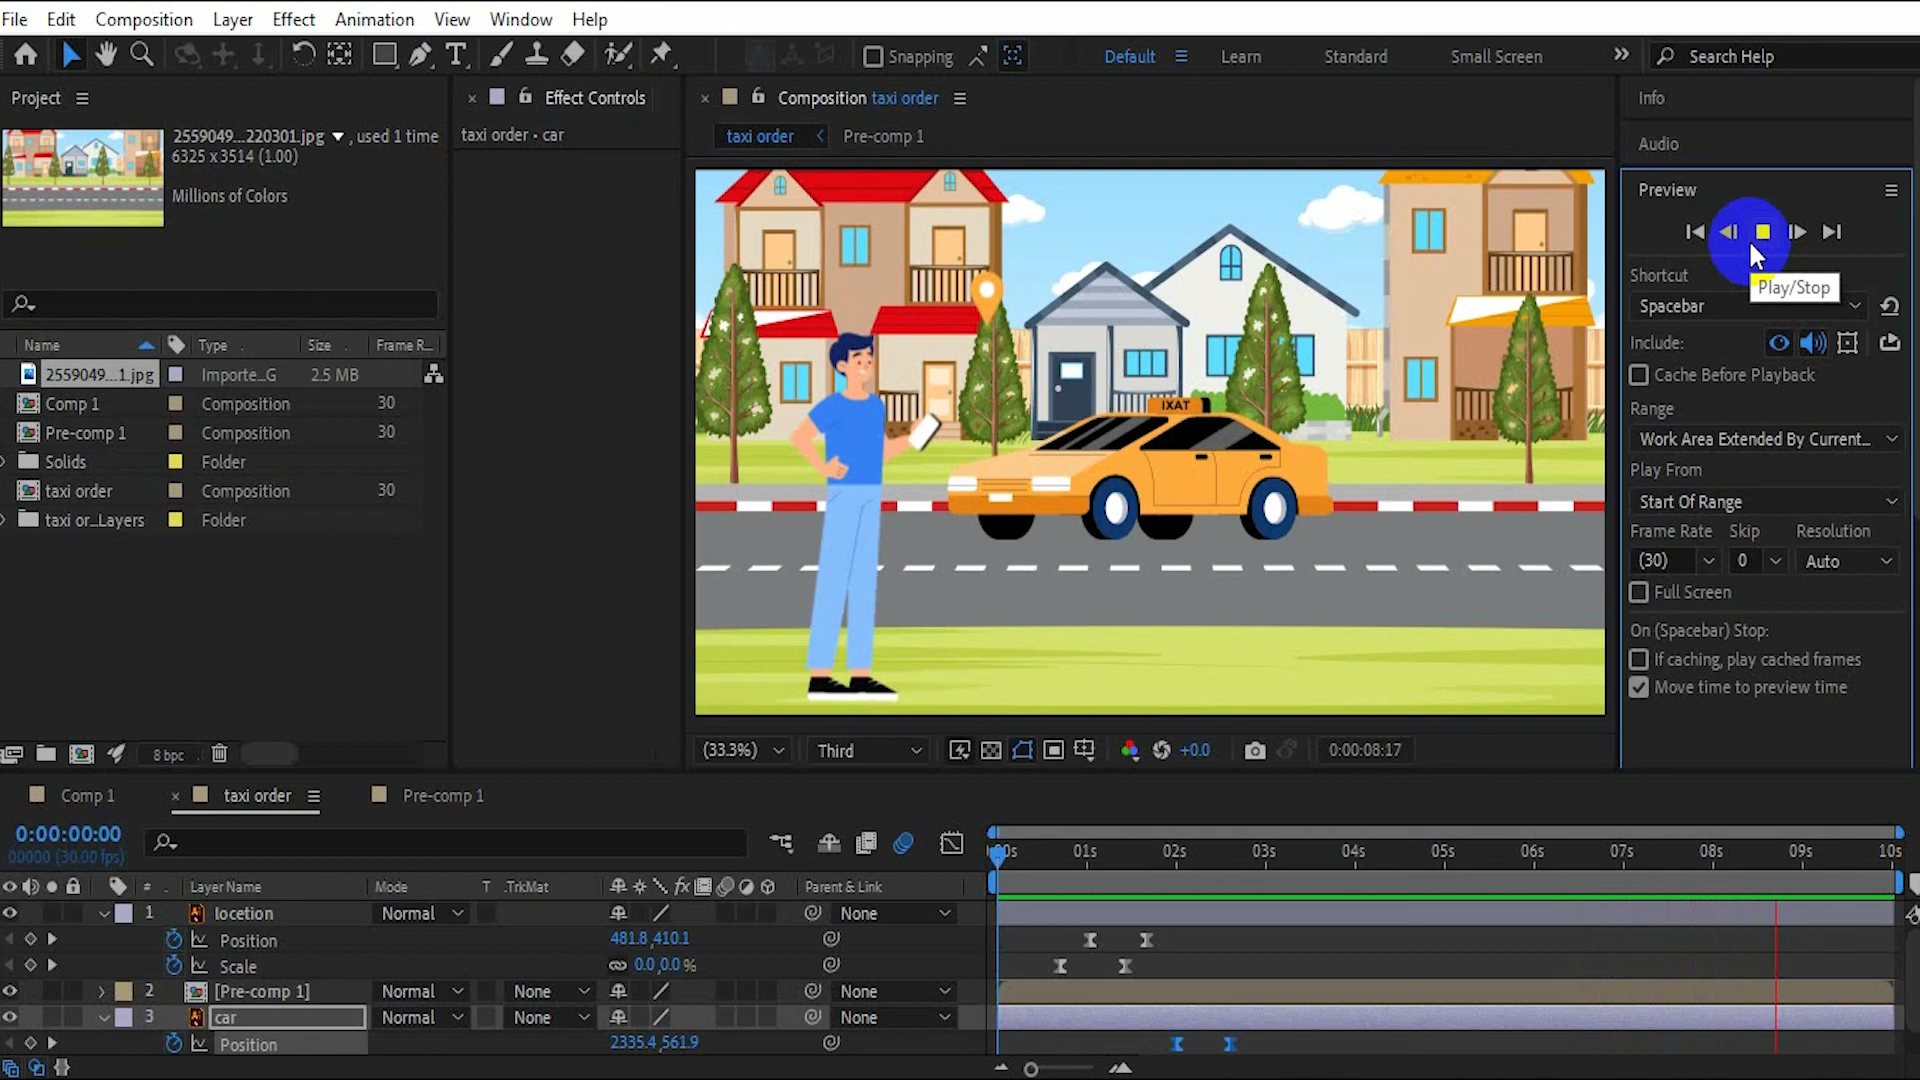 File Edit Composition Layer Effect Animation View Window Help
Snapping Default Learn Standard Small Screen Search Help
Project
Effect Controls
Composition taxi order
Info
2559049...220301.jpg , used 1 time
6325 x 3514 (1.00)
Millions of Colors
taxi order • car
taxi order Pre-comp 1
Audio
Preview
Play/Stop
Shortcut
Spacebar
Include:
Cache Before Playback
Range
Work Area Extended By Current...
Play From
Start Of Range
Frame Rate Skip Resolution
(30) 0 Auto
Full Screen
On (Spacebar) Stop:
If caching, play cached frames
Move time to preview time
Name Type Size Frame R...
2559049...1.jpg Importe...G 2.5 MB
Comp 1 Composition 30
Pre-comp 1 Composition 30
Solids Folder
taxi order Composition 30
taxi or_Layers Folder
IXAT
8 bpc
(33.3%) Third +0.0 0:00:08:17
Comp 1 taxi order Pre-comp 1
0:00:00:00
00000 (30.00 fps)
00s 01s 02s 03s 04s 05s 06s 07s 08s 09s 10s
# Layer Name Mode T .TrkMat fx Parent & Link
1 locetion Normal None
Position 481.8,410.1
Scale 0.0,0.0 %
2 [Pre-comp 1] Normal None None
3 car Normal None None
Position 2335.4,561.9